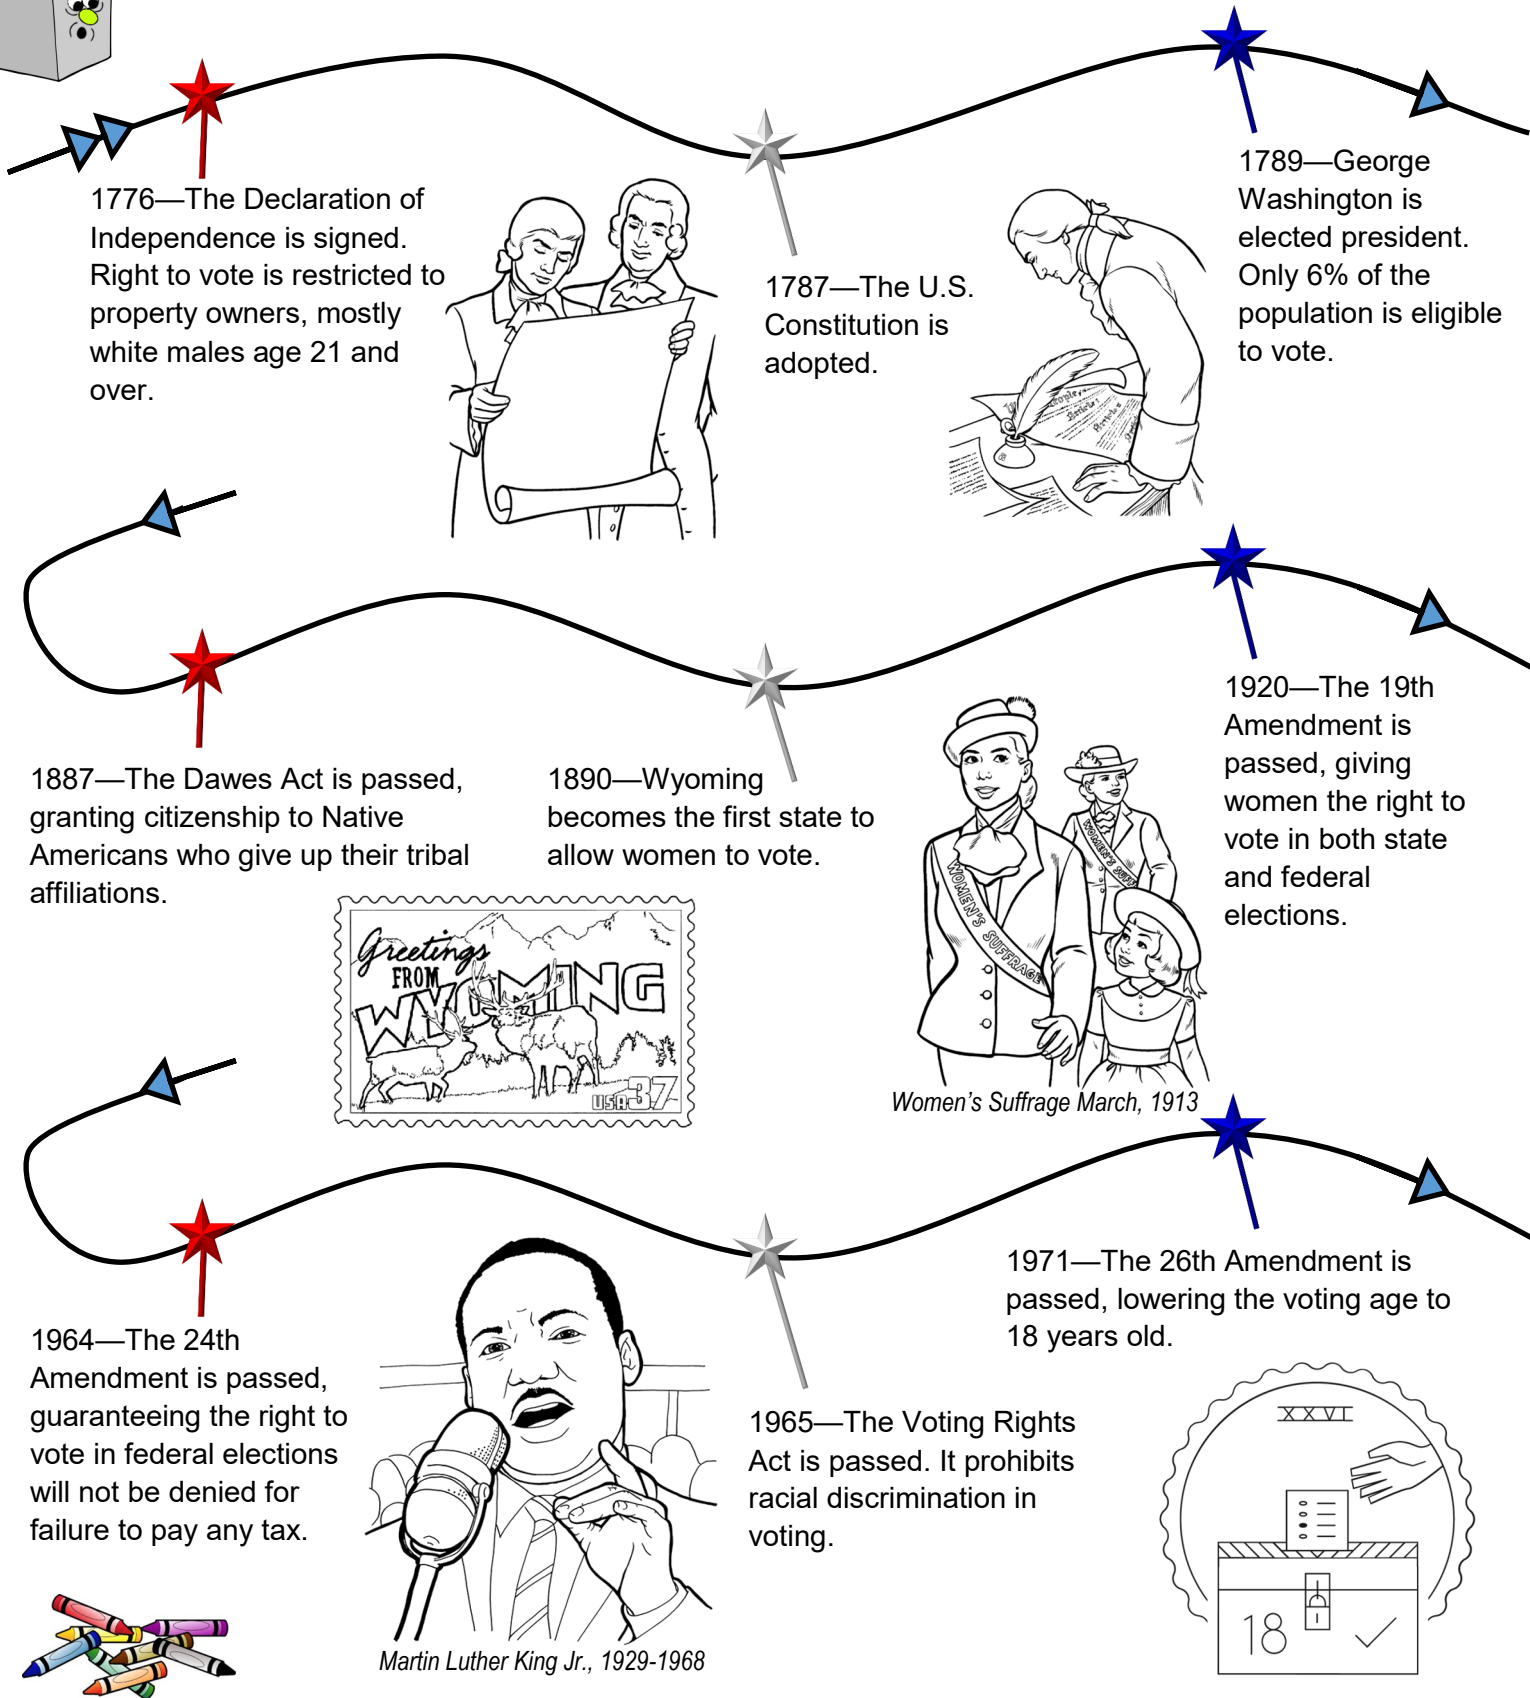 1776—The Declaration of
Independence is signed.
Right to vote is restricted to
property owners, mostly
white males age 21 and
over.
1787—The U.S.
Constitution is
adopted.
1789—George
Washington is
elected president.
Only 6% of the
population is eligible
to vote.
1887—The Dawes Act is passed,
granting citizenship to Native
Americans who give up their tribal
affiliations.
1890—Wyoming
becomes the first state to
allow women to vote.
Greetings
FROM
WYOMING
USA 37
1920—The 19th
Amendment is
passed, giving
women the right to
vote in both state
and federal
elections.
WOMEN'S SUFFRAGE
WOMEN'S SUFF
Women's Suffrage March, 1913
1964—The 24th
Amendment is passed,
guaranteeing the right to
vote in federal elections
will not be denied for
failure to pay any tax.
Martin Luther King Jr., 1929-1968
1965—The Voting Rights
Act is passed. It prohibits
racial discrimination in
voting.
1971—The 26th Amendment is
passed, lowering the voting age to
18 years old.
XXVI
18